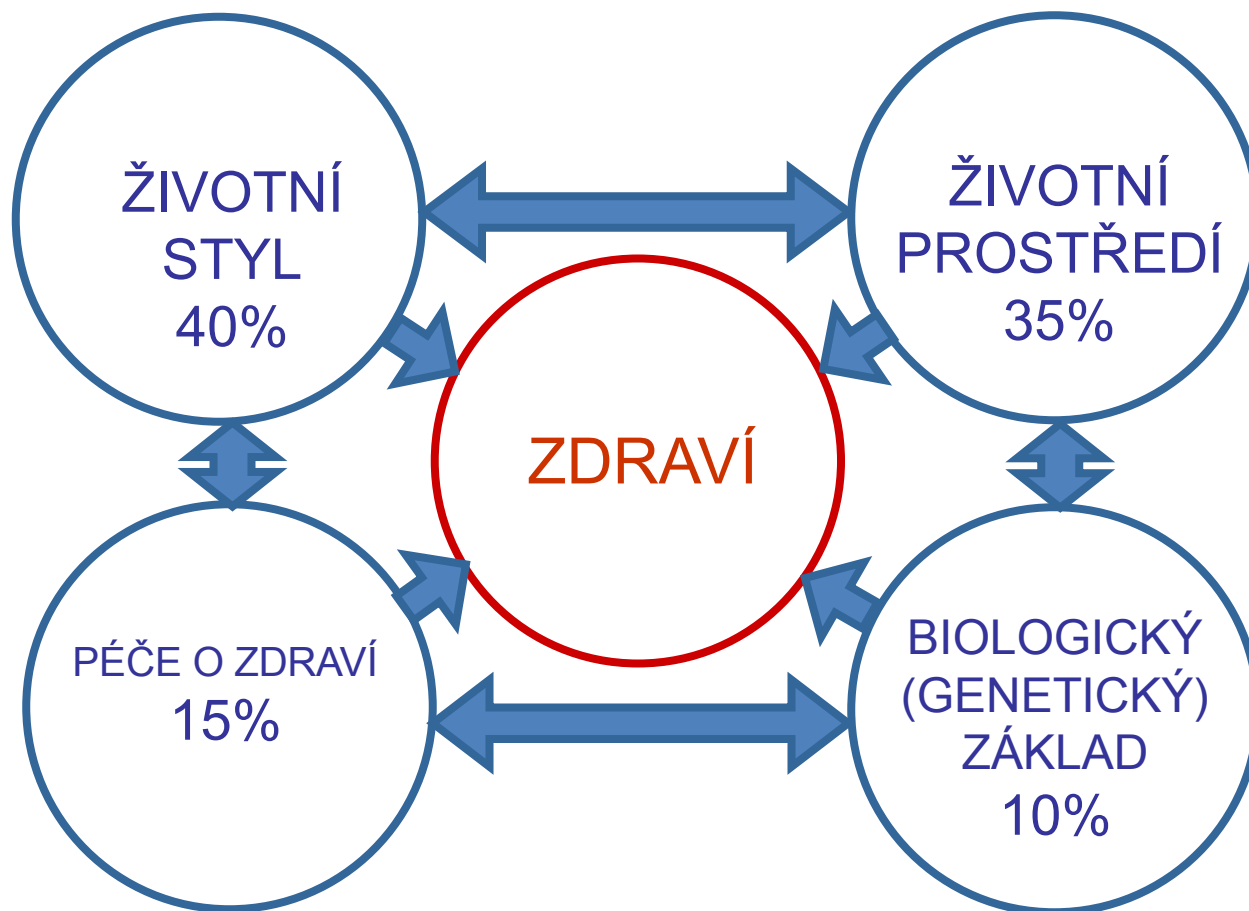 ŽIVOTNÍ
STYL
40%
ŽIVOTNÍ
PROSTŘEDÍ
35%
ZDRAVÍ
PÉČE O ZDRAVÍ
15%
BIOLOGICKÝ
(GENETICKÝ)
ZÁKLAD
10%